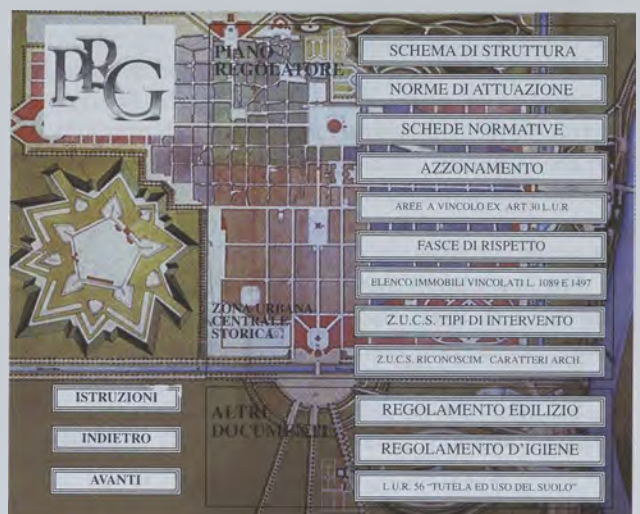 PRG
PIANO
REGOLATORE
SCHEMA DI STRUTTURA
NORME DI ATTUAZIONE
SCHEDE NORMATIVE
AZZONAMENTO
AREE A VINCOLO EX ART 30 L.U.R.
FASCE DI RISPETTO
ELENCO IMMOBILI VINCOLATI L. 1089 E 1497
ZONA URBANA
CENTRALE
STORICA
Z.U.C.S. TIPI DI INTERVENTO
Z.U.C.S. RICONOSCIM. CARATTERI ARCH.
ISTRUZIONI
INDIETRO
AVANTI
ALTRI
DOCUMENTI
REGOLAMENTO EDILIZIO
REGOLAMENTO D'IGIENE
L.U.R. 56 "TUTELA ED USO DEL SUOLO"